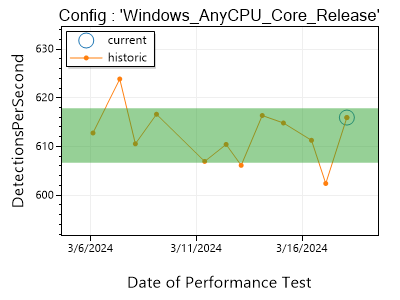 Config : 'Windows_AnyCPU_Core_Release'
current
historic
DetectionsPerSecond
630
620
610
600
3/6/2024
3/11/2024
3/16/2024
Date of Performance Test